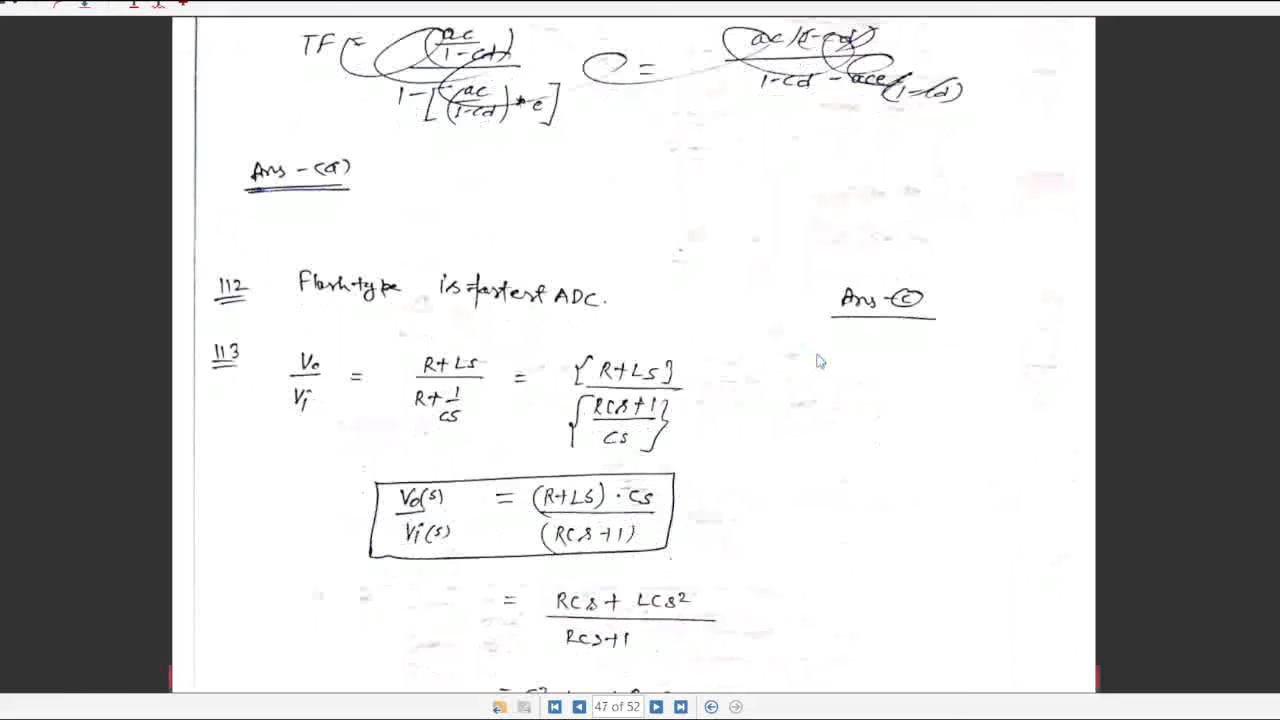 TF = (ac/1-cd) / 1-[(ac/1-cd)*e] = ac/(1-cd) / 1-cd-ace/(1-cd)
Ans-(d)
112 Flash-type is fastest ADC. Ans-(c)
113 Vo/Vi = R+LS / R+1/CS = {R+LS} / {RCS+1/CS}
Vo(s)/Vi(s) = (R+LS)·CS / (RCS+1)
= RCS+LCS² / RCS+1
47 of 52